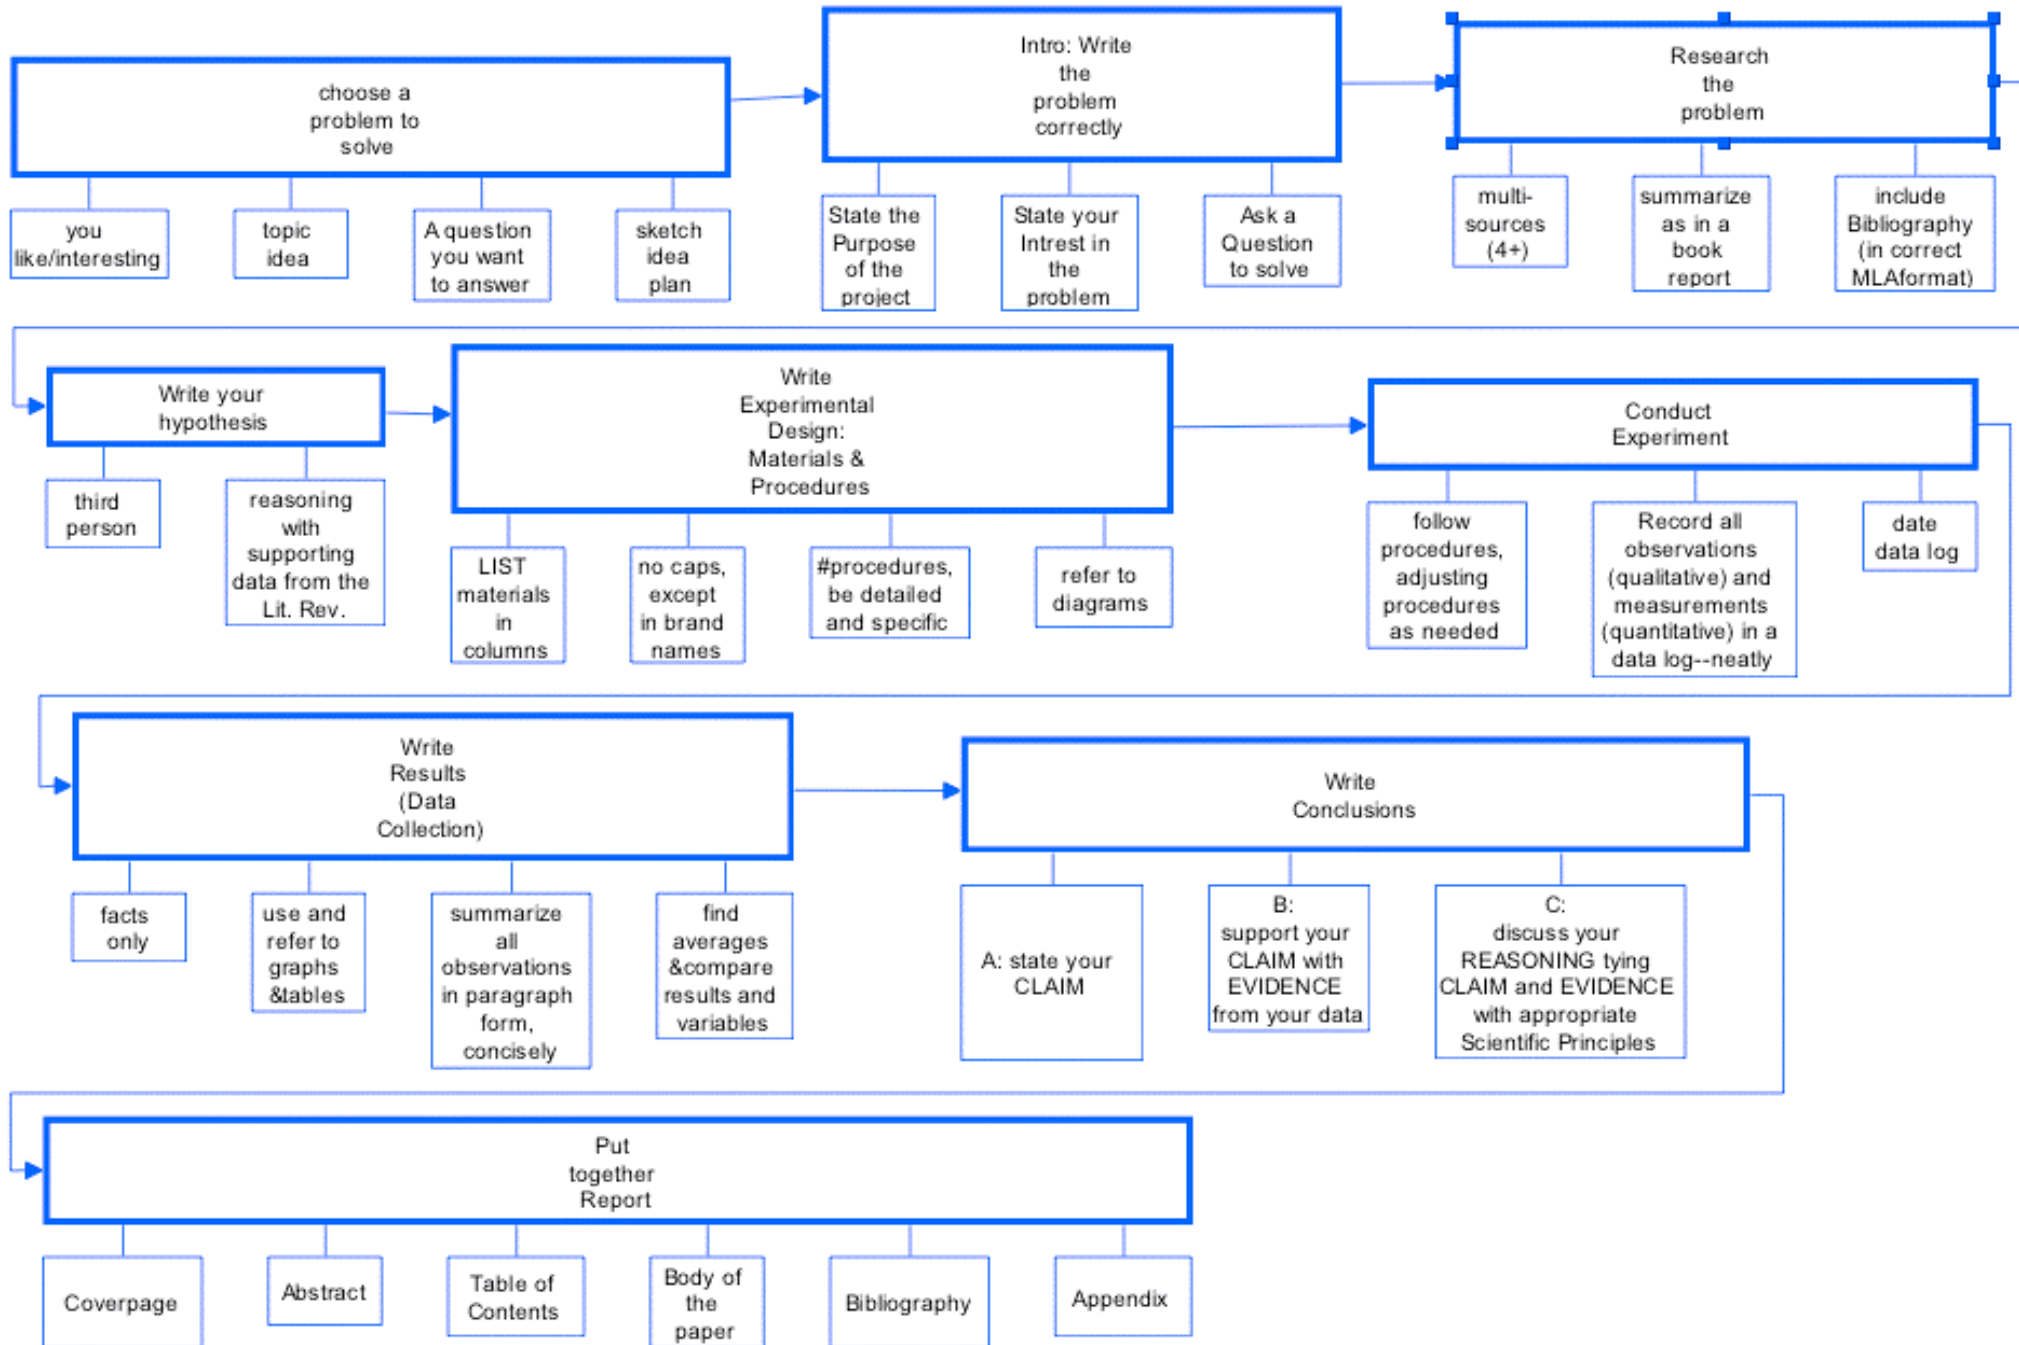 choose a
problem to
solve
Intro: Write
the
problem
correctly
Research
the
problem
you
like/interesting
topic
idea
A question
you want
to answer
sketch
idea
plan
State the
Purpose
of the
project
State your
Intrest in
the
problem
Ask a
Question
to solve
multi-
sources
(4+)
summarize
as in a
book
report
include
Bibliography
(in correct
MLAformat)
Write your
hypothesis
Write
Experimental
Design:
Materials &
Procedures
Conduct
Experiment
third
person
reasoning
with
supporting
data from the
Lit. Rev.
LIST
materials
in
columns
no caps,
except
in brand
names
#procedures,
be detailed
and specific
refer to
diagrams
follow
procedures,
adjusting
procedures
as needed
Record all
observations
(qualitative) and
measurements
(quantitative) in a
data log--neatly
date
data log
Write
Results
(Data
Collection)
Write
Conclusions
facts
only
use and
refer to
graphs
&tables
summarize
all
observations
in paragraph
form,
concisely
find
averages
&compare
results and
variables
A: state your
CLAIM
B:
support your
CLAIM with
EVIDENCE
from your data
C:
discuss your
REASONING tying
CLAIM and EVIDENCE
with appropriate
Scientific Principles
Put
together
Report
Coverpage
Abstract
Table of
Contents
Body of
the
paper
Bibliography
Appendix